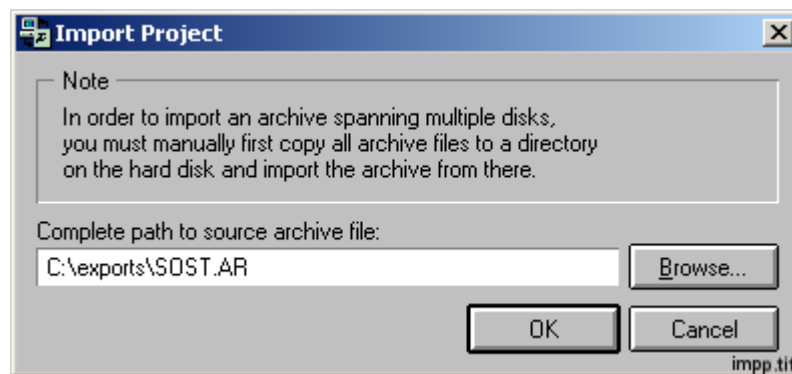 Import Project
Note
In order to import an archive spanning multiple disks,
you must manually first copy all archive files to a directory
on the hard disk and import the archive from there.
Complete path to source archive file:
C:\exports\SOST.AR
Browse...
OK
Cancel
impp.tif